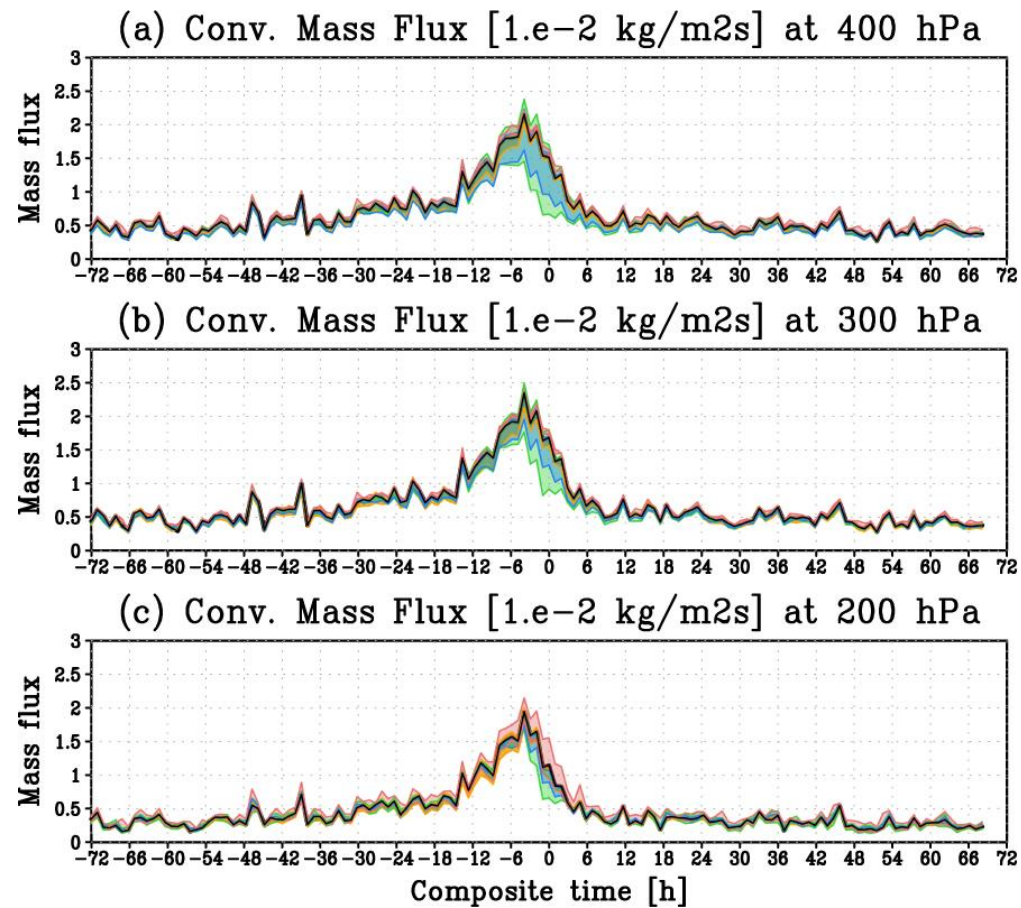 (a) Conv. Mass Flux [1.e−2 kg/m2s] at 400 hPa
3
2.5
2
1.5
1
0.5
0
Mass flux
−72−66−60−54−48−42−36−30−24−18−12 −6 0 6 12 18 24 30 36 42 48 54 60 66 72
(b) Conv. Mass Flux [1.e−2 kg/m2s] at 300 hPa
3
2.5
2
1.5
1
0.5
0
Mass flux
−72−66−60−54−48−42−36−30−24−18−12 −6 0 6 12 18 24 30 36 42 48 54 60 66 72
(c) Conv. Mass Flux [1.e−2 kg/m2s] at 200 hPa
3
2.5
2
1.5
1
0.5
0
Mass flux
−72−66−60−54−48−42−36−30−24−18−12 −6 0 6 12 18 24 30 36 42 48 54 60 66 72
Composite time [h]